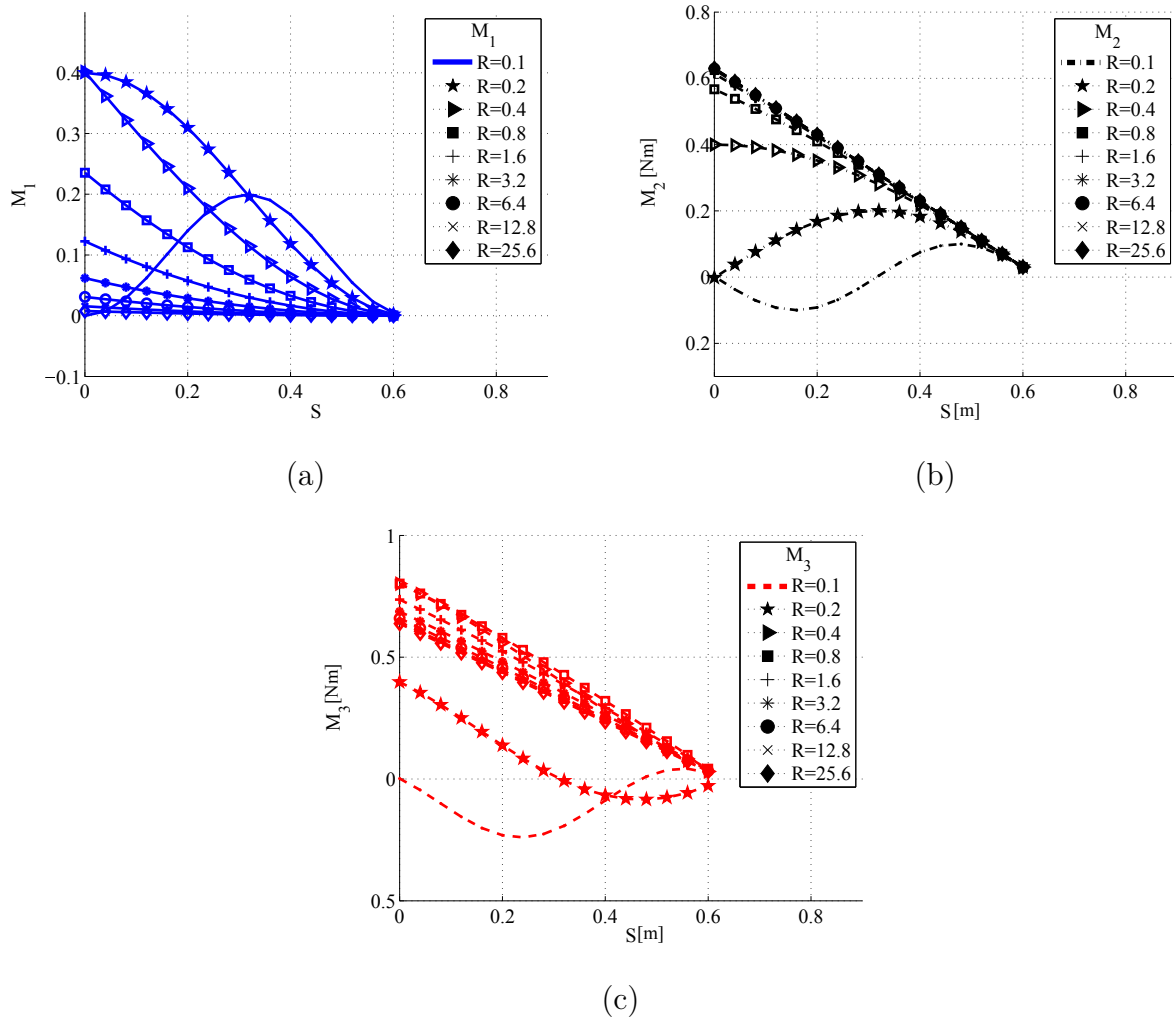 M1
R=0.1
R=0.2
R=0.4
R=0.8
R=1.6
R=3.2
R=6.4
R=12.8
R=25.6
0.4
0.3
0.2
0.1
0
−0.1
M1
0 0.2 0.4 0.6 0.8
S
(a)
M2
R=0.1
R=0.2
R=0.4
R=0.8
R=1.6
R=3.2
R=6.4
R=12.8
R=25.6
0.6
0.4
0.2
0
0.2
M2 [Nm]
0 0.2 0.4 0.6 0.8
S[m]
(b)
M3
R=0.1
R=0.2
R=0.4
R=0.8
R=1.6
R=3.2
R=6.4
R=12.8
R=25.6
1
0.5
0
0.5
M3[Nm]
0 0.2 0.4 0.6 0.8
S[m]
(c)